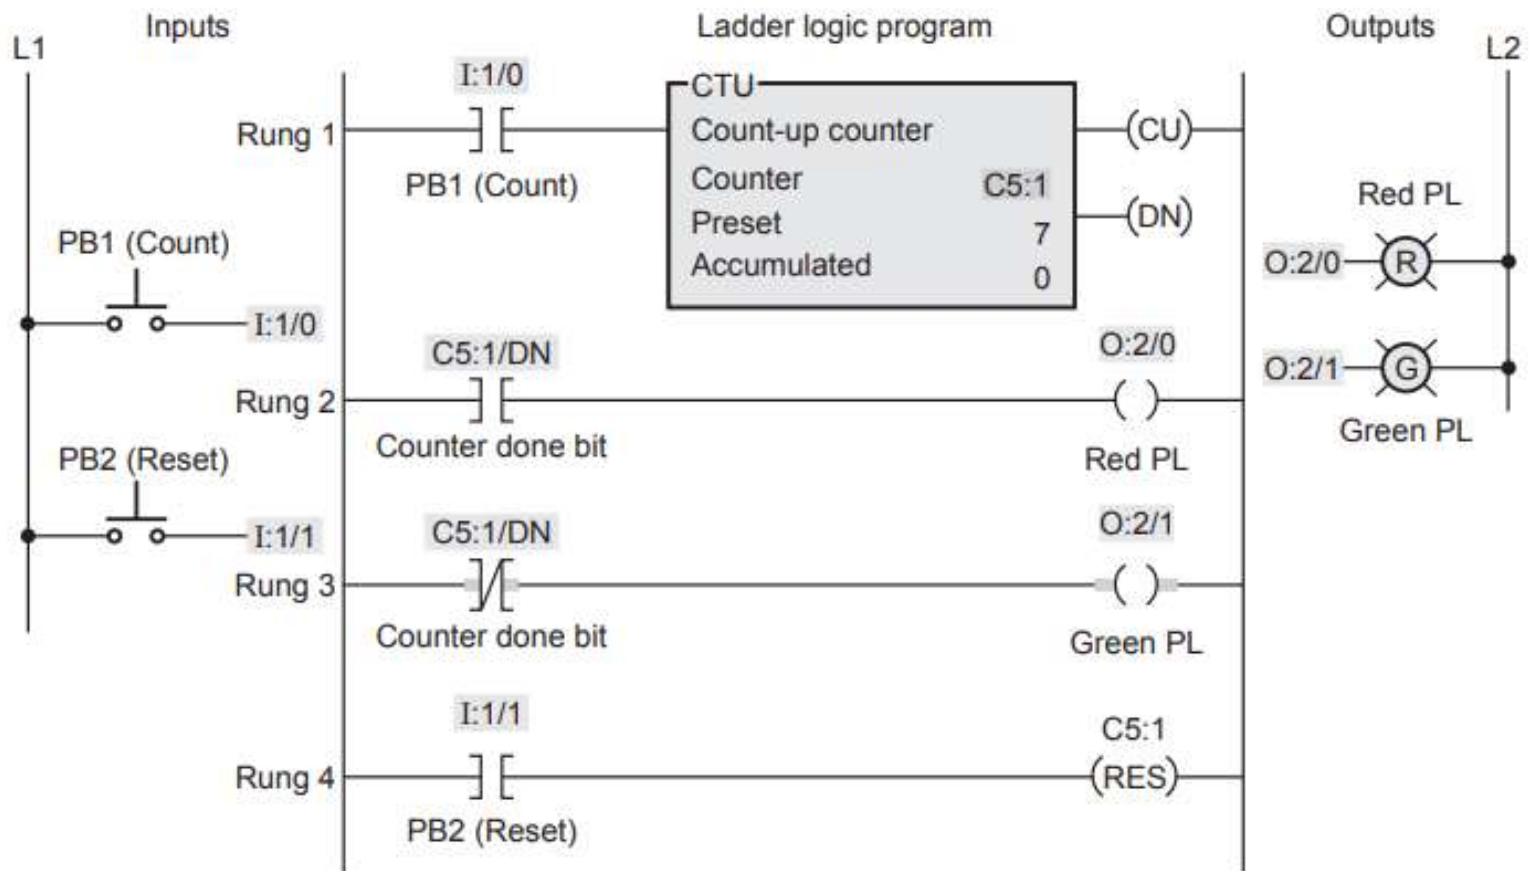 Inputs
Ladder logic program
Outputs
L1
L2
I:1/0
CTU
Count-up counter
Counter C5:1
Preset 7
Accumulated 0
(CU)
(DN)
Rung 1
PB1 (Count)
PB1 (Count)
I:1/0
Red PL
O:2/0
R
O:2/1
G
Green PL
C5:1/DN
O:2/0
Rung 2
Counter done bit
Red PL
PB2 (Reset)
I:1/1
C5:1/DN
O:2/1
Rung 3
Counter done bit
Green PL
I:1/1
C5:1
Rung 4
(RES)
PB2 (Reset)